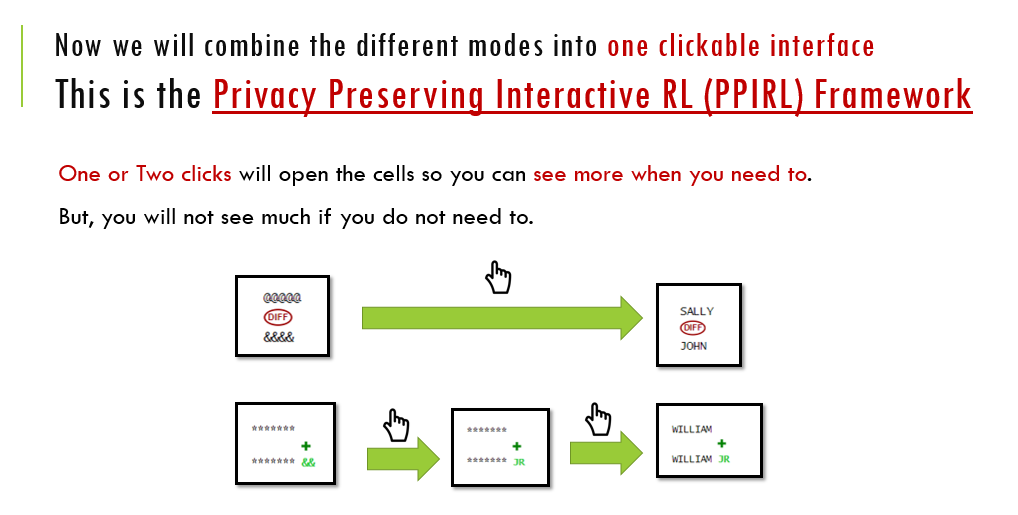 Now we will combine the different modes into one clickable interface
This is the Privacy Preserving Interactive RL (PPIRL) Framework
One or Two clicks will open the cells so you can see more when you need to.
But, you will not see much if you do not need to.
@@@@@
DIFF
&&&&
SALLY
DIFF
JOHN
*******
+
******* &&
*******
+
******* JR
WILLIAM
+
WILLIAM JR